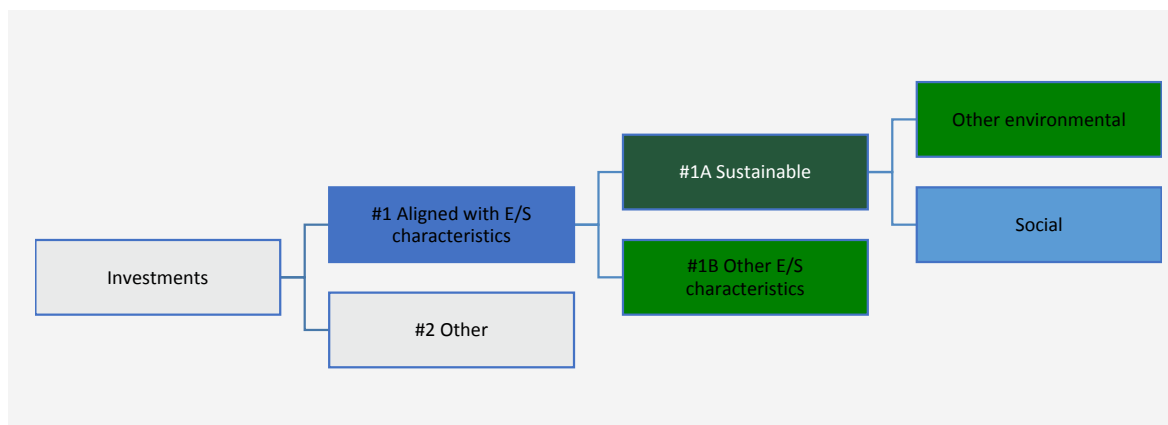 Investments
#1 Aligned with E/S
characteristics
#2 Other
#1A Sustainable
#1B Other E/S
characteristics
Other environmental
Social